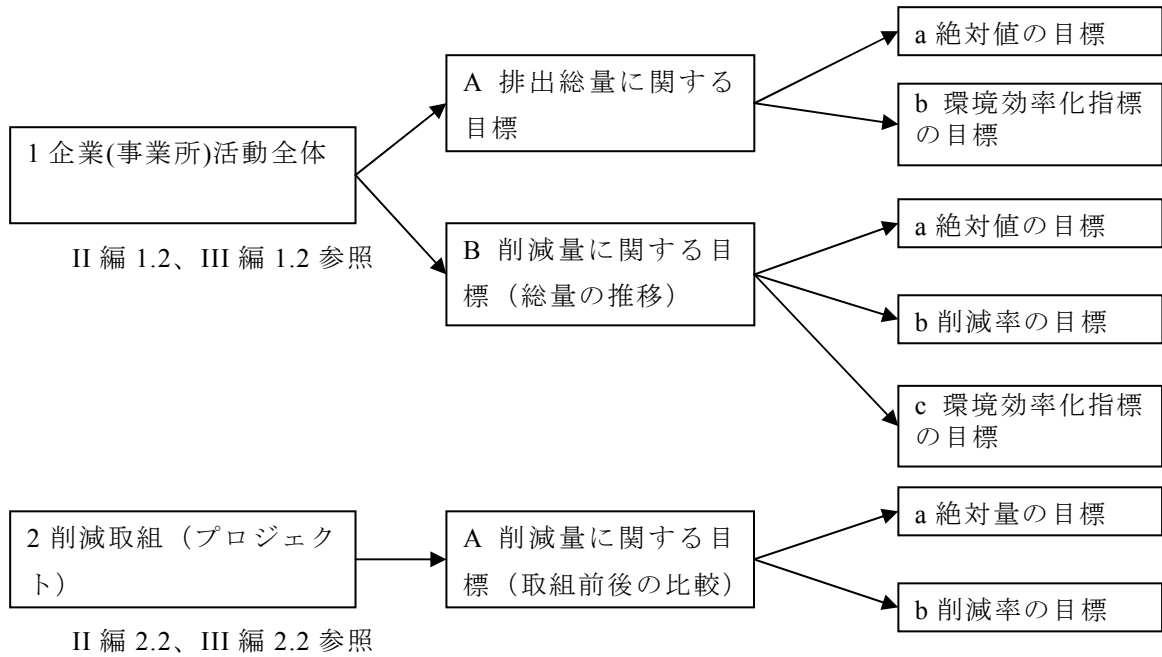 1 企業(事業所)活動全体
II 編 1.2、III 編 1.2 参照
A 排出総量に関する
目標
a 絶対値の目標
b 環境効率化指標
の目標
B 削減量に関する目
標（総量の推移）
a 絶対値の目標
b 削減率の目標
c 環境効率化指標
の目標
2 削減取組（プロジェク
ト）
II 編 2.2、III 編 2.2 参照
A 削減量に関する目
標（取組前後の比較）
a 絶対量の目標
b 削減率の目標